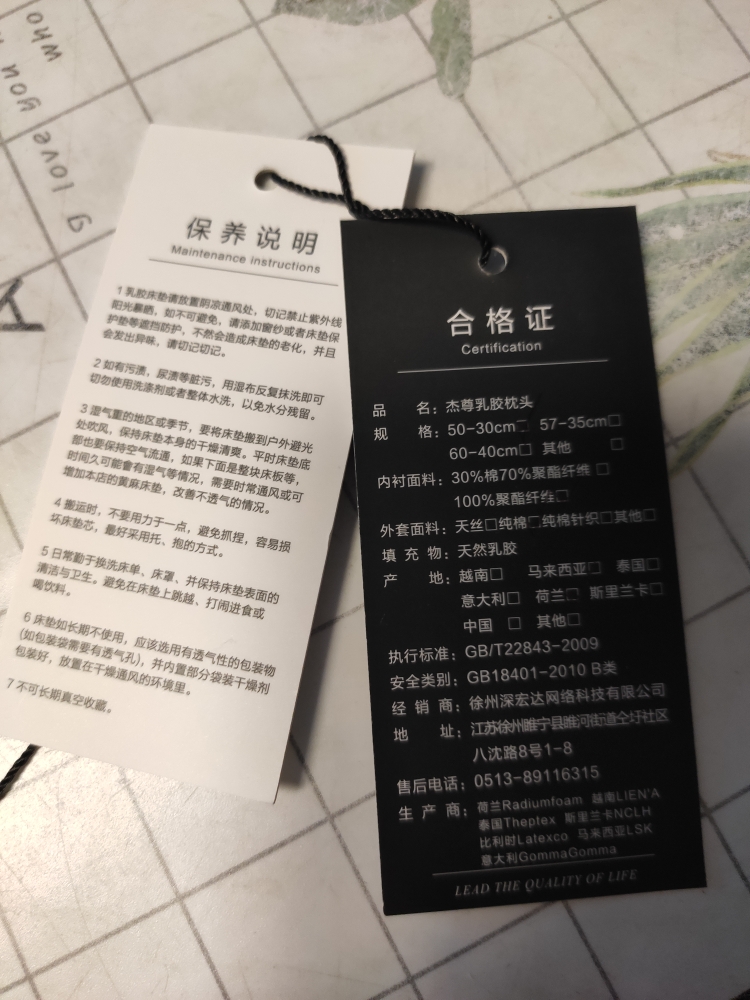 g love you
who
A
保养说明
Maintenance instructions
1 乳胶床垫请放置阴凉通风处，切记禁止紫外线
阳光暴晒，如不可避免，请添加窗纱或者床垫保
护垫等遮挡防护，不然会造成床垫的老化，并且
会发出异味，请切记切记。
2 如有污渍，尿渍等脏污，用湿布反复抹洗即可
切勿使用洗涤剂或者整体水洗，以免水分残留。
3 湿气重的地区或季节，要将床垫搬到户外避光
处吹风，保持床垫本身的干燥清爽。平时床垫底
部也要保持空气流通，如果下面是整块床板等，
时间久可能會有湿气等情况，需要时常通风或可
增加本店的黄麻床垫，改善不透气的情况。
4 搬运时，不要用力于一点，避免抓捏，容易损
坏床垫芯，最好采用托、抱的方式。
5 日常勤于换洗床单、床罩、并保持床垫表面的
清洁与卫生。避免在床垫上跳越、打闹进食或
喝饮料。
6 床垫如长期不使用，应该选用有透气性的包装物
(如包装袋需要有透气孔)，并内置部分袋装干燥剂
包装好，放置在干燥通风的环境里。
7 不可长期真空收藏。
合格证
Certification
品 名：杰尊乳胶枕头
规 格：50-30cm□ 57-35cm□
60-40cm□ 其他 □
内衬面料：30%棉70%聚酯纤维 □
100%聚酯纤维□
外套面料：天丝□纯棉□纯棉针织□其他□
填 充 物：天然乳胶
产 地：越南□ 马来西亚□ 泰国□
意大利□ 荷兰□ 斯里兰卡□
中国 □ 其他□
执行标准：GB/T22843-2009
安全类别：GB18401-2010 B类
经 销 商：徐州深宏达网络科技有限公司
地 址：江苏徐州睢宁县睢河街道仝圩社区
八沈路8号1-8
售后电话：0513-89116315
生 产 商：荷兰Radiumfoam 越南LIEN'A
泰国Theptex 斯里兰卡NCLH
比利时Latexco 马来西亚LSK
意大利GommaGomma
LEAD THE QUALITY OF LIFE